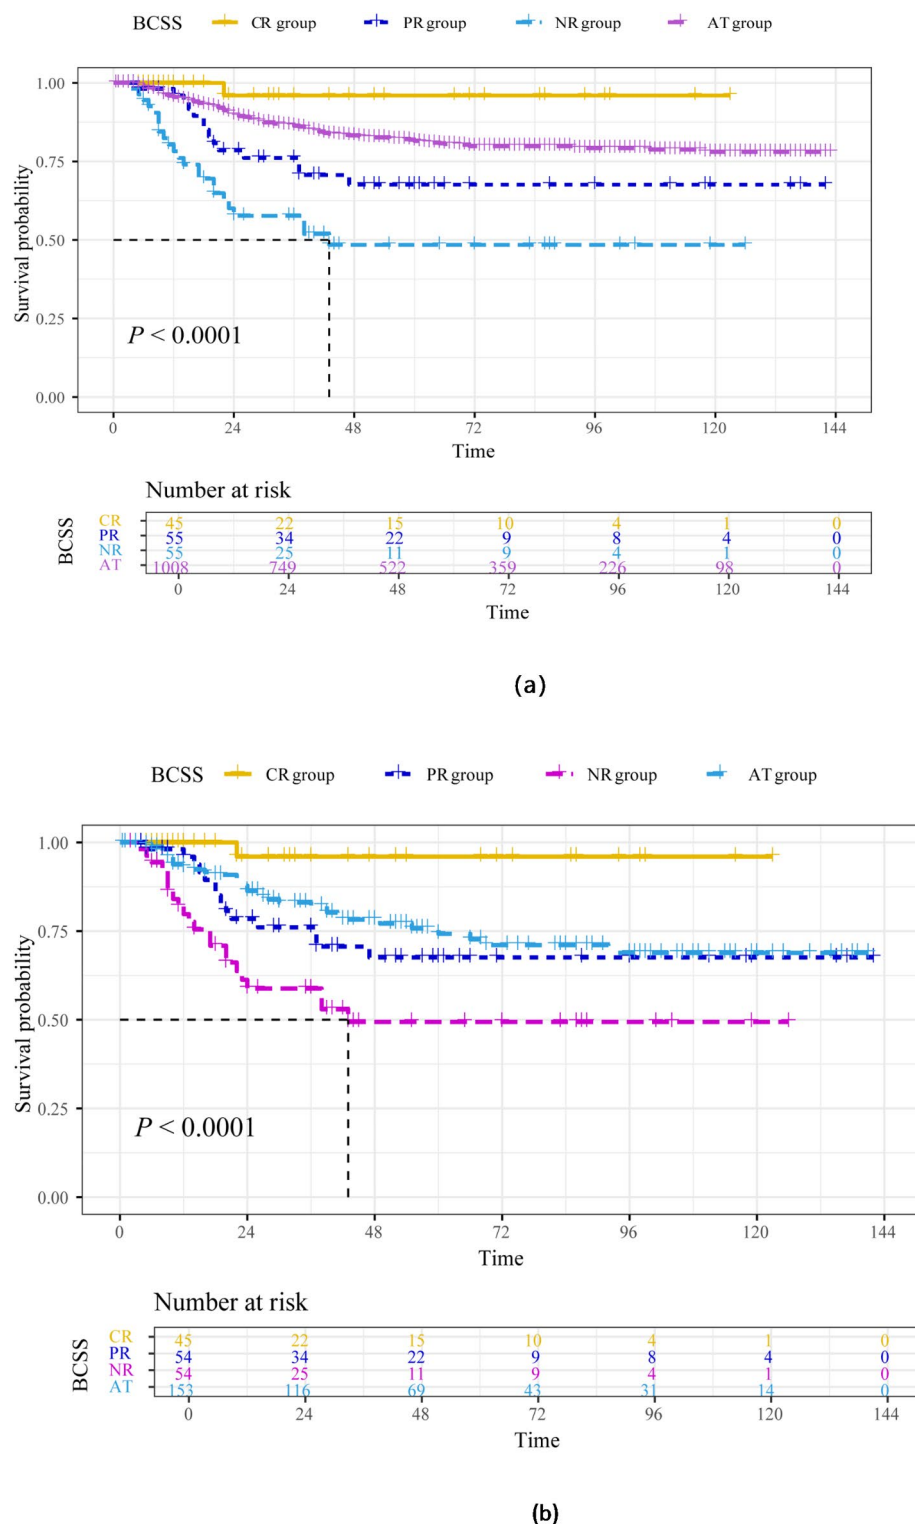 BCSS CR group PR group NR group AT group
1.00
0.75
0.50
0.25
0.00
Survival probability
P < 0.0001
0 24 48 72 96 120 144
Time
Number at risk
BCSS
CR 45 22 15 10 4 1 0
PR 55 34 22 9 8 4 0
NR 55 25 11 9 4 1 0
AT 1008 749 522 359 226 98 0
0 24 48 72 96 120 144
Time
(a)
BCSS CR group PR group NR group AT group
1.00
0.75
0.50
0.25
0.00
Survival probability
P < 0.0001
0 24 48 72 96 120 144
Time
Number at risk
BCSS
CR 45 22 15 10 4 1 0
PR 54 34 22 9 8 4 0
NR 54 25 11 9 4 1 0
AT 153 116 69 43 31 14 0
0 24 48 72 96 120 144
Time
(b)